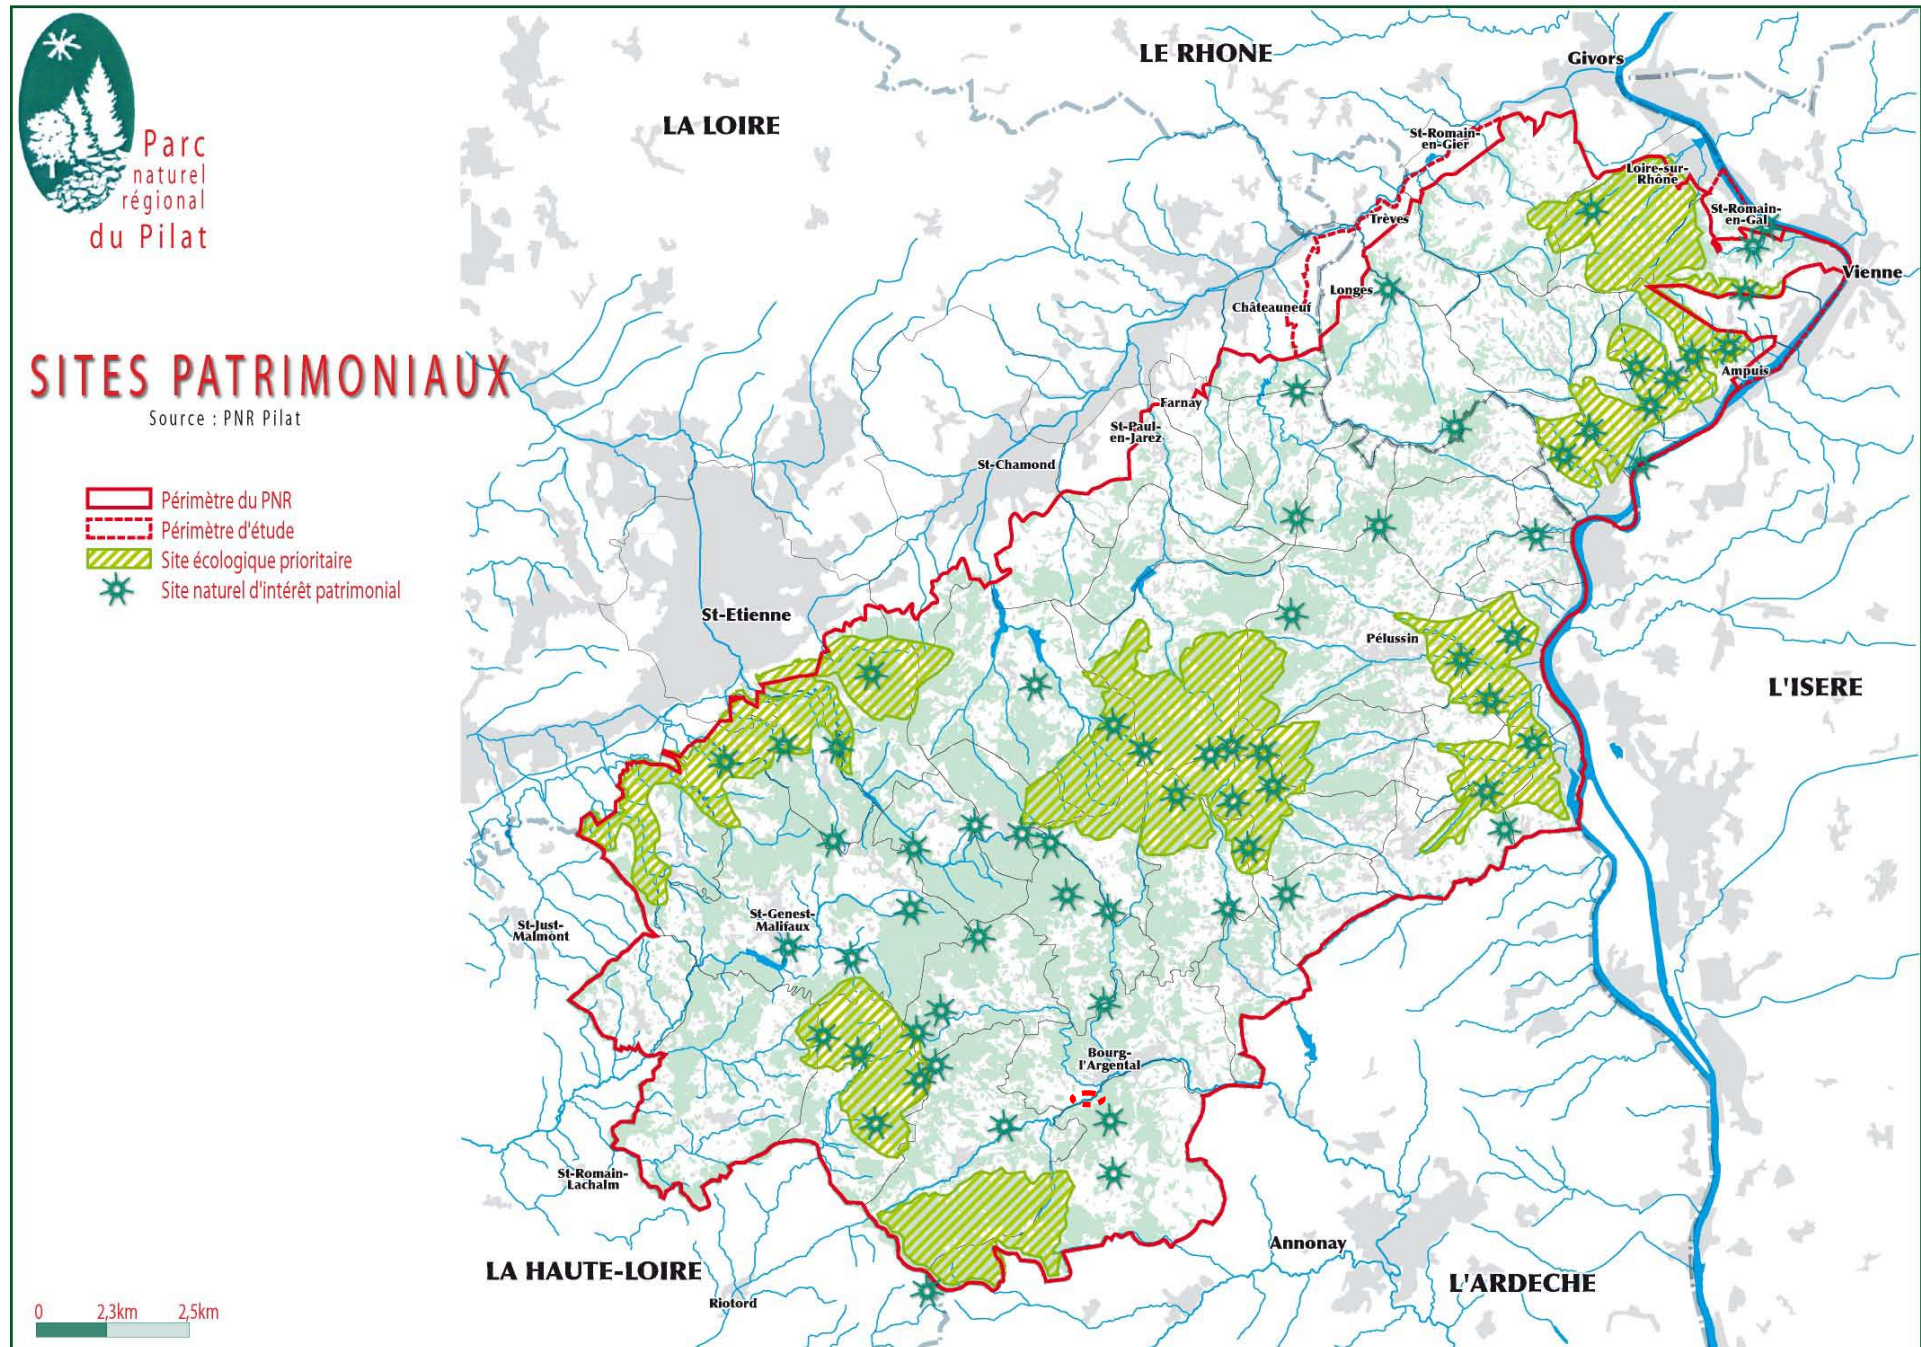 Parc
naturel
régional
du Pilat
SITES PATRIMONIAUX
Source : PNR Pilat
Périmètre du PNR
Périmètre d'étude
Site écologique prioritaire
Site naturel d'intérêt patrimonial
0 2,3km 2,5km
LE RHONE
Givors
LA LOIRE
St-Romain-
en-Gier
Loire-sur-
Rhône
Trèves
St-Romain-
en-Gal
Vienne
Longes
Châteauneuf
Ampuis
Farnay
St-Paul-
en-Jarez
St-Chamond
St-Etienne
Pélussin
L'ISERE
St-Genest-
Malifaux
St-Just-
Malmont
Bourg-
l'Argental
St-Romain-
Lachalm
Annonay
LA HAUTE-LOIRE
L'ARDECHE
Riotord